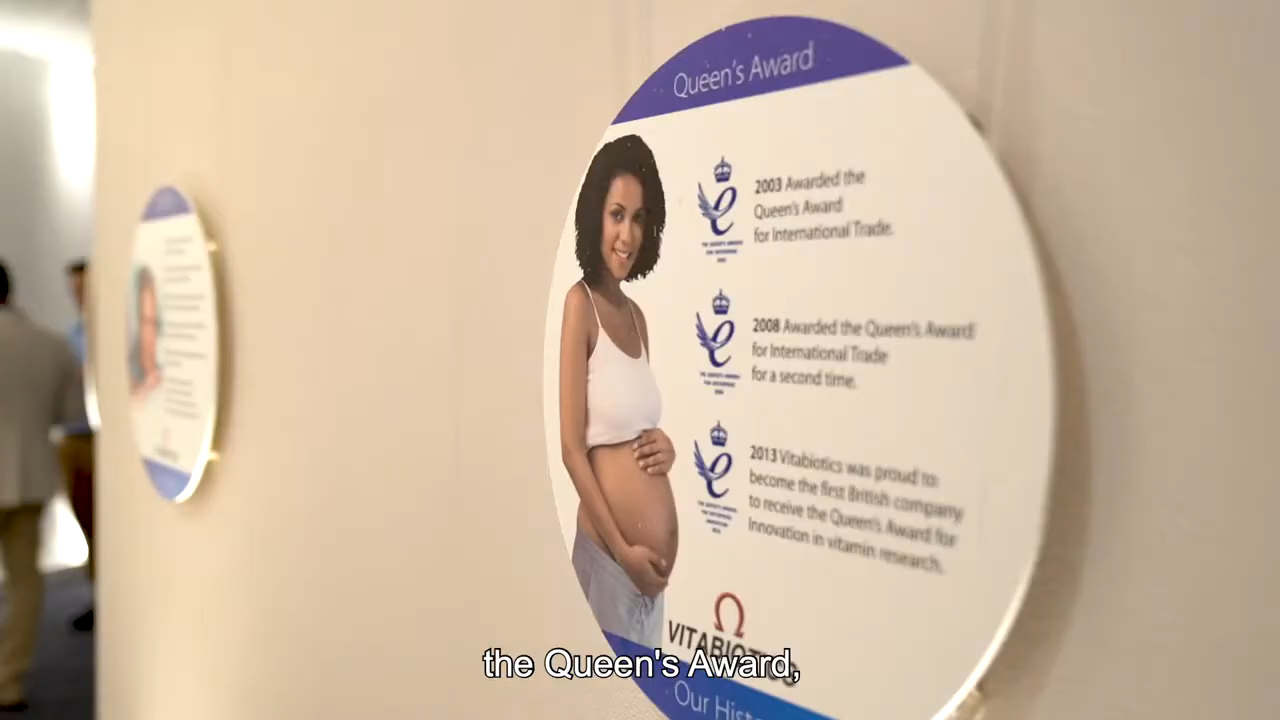 Queen's Award
2003 Awarded the
Queen's Award
for International Trade.
2008 Awarded the Queen's Award
for International Trade
for a second time.
2013 Vitabiotics was proud to
become the first British company
to receive the Queen's Award for
Innovation in vitamin research.
VITABIOTICS
the Queen's Award,
Our Hist